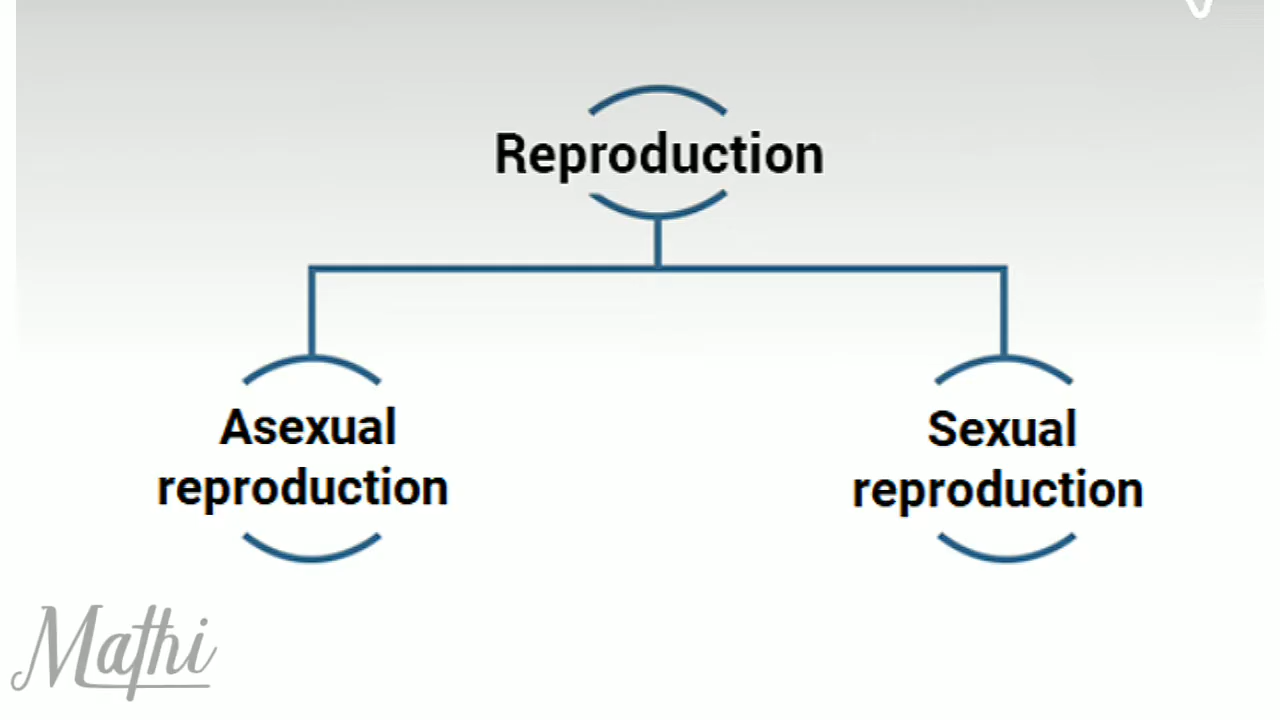 Reproduction
Asexual
reproduction
Sexual
reproduction
Mathi